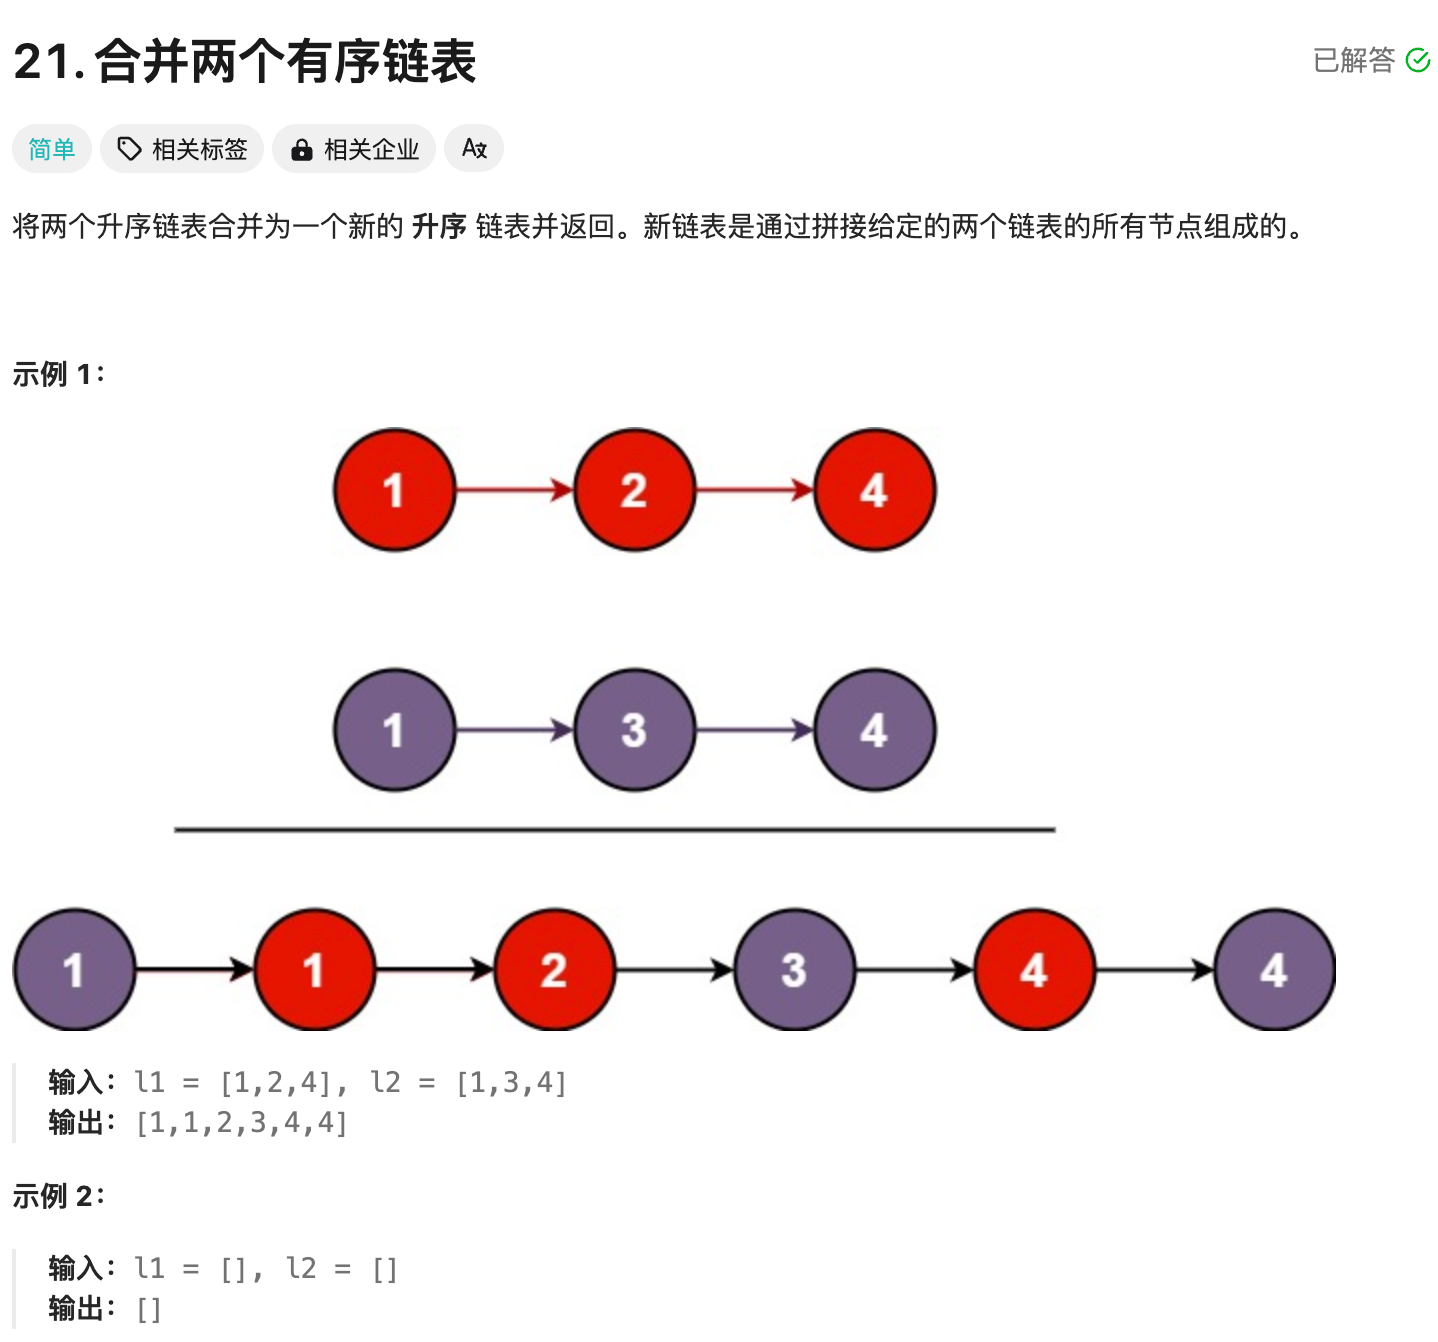 21. 合并两个有序链表
已解答
简单 相关标签 相关企业 A文
将两个升序链表合并为一个新的 升序 链表并返回。新链表是通过拼接给定的两个链表的所有节点组成的。
示例 1：
1 2 4
1 3 4
1 1 2 3 4 4
输入：l1 = [1,2,4], l2 = [1,3,4]
输出：[1,1,2,3,4,4]
示例 2：
输入：l1 = [], l2 = []
输出：[]